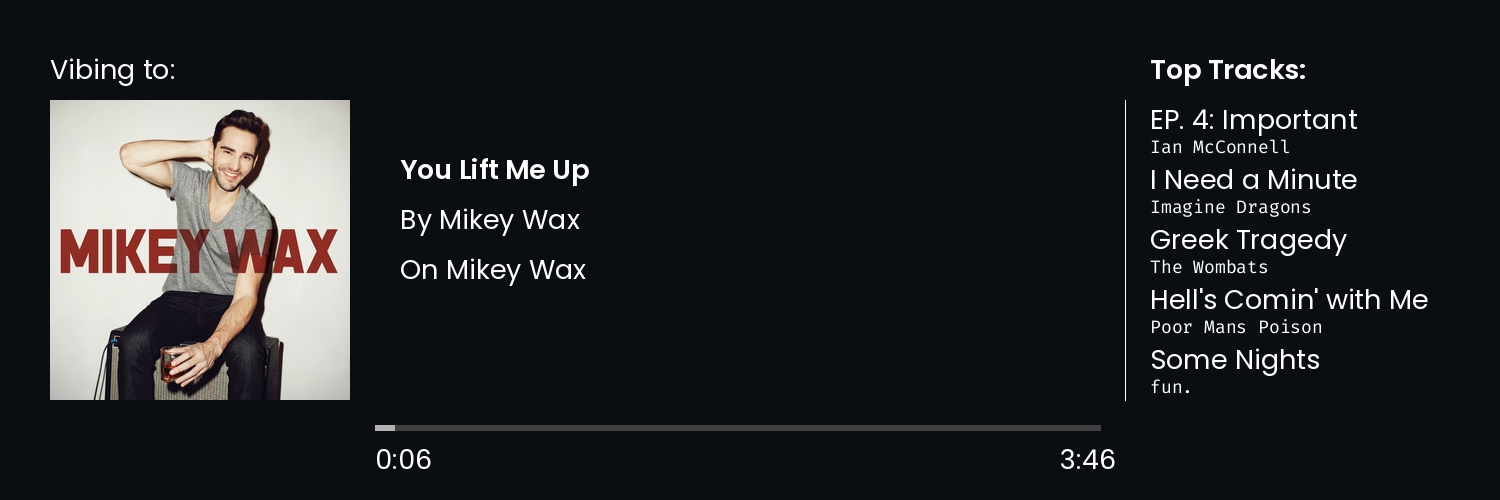 Vibing to:
MIKEY WAX
You Lift Me Up
By Mikey Wax
On Mikey Wax
0:06
3:46
Top Tracks:
EP. 4: Important
Ian McConnell
I Need a Minute
Imagine Dragons
Greek Tragedy
The Wombats
Hell's Comin' with Me
Poor Mans Poison
Some Nights
fun.